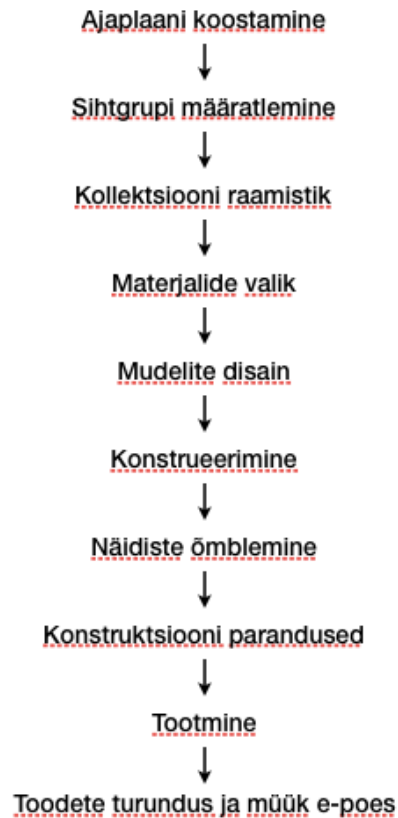 Ajaplaani koostamine
Sihtgrupi määratlemine
Kollektsiooni raamistik
Materjalide valik
Mudelite disain
Konstrueerimine
Näidiste õmblemine
Konstruktsiooni parandused
Tootmine
Toodete turundus ja müük e-poes